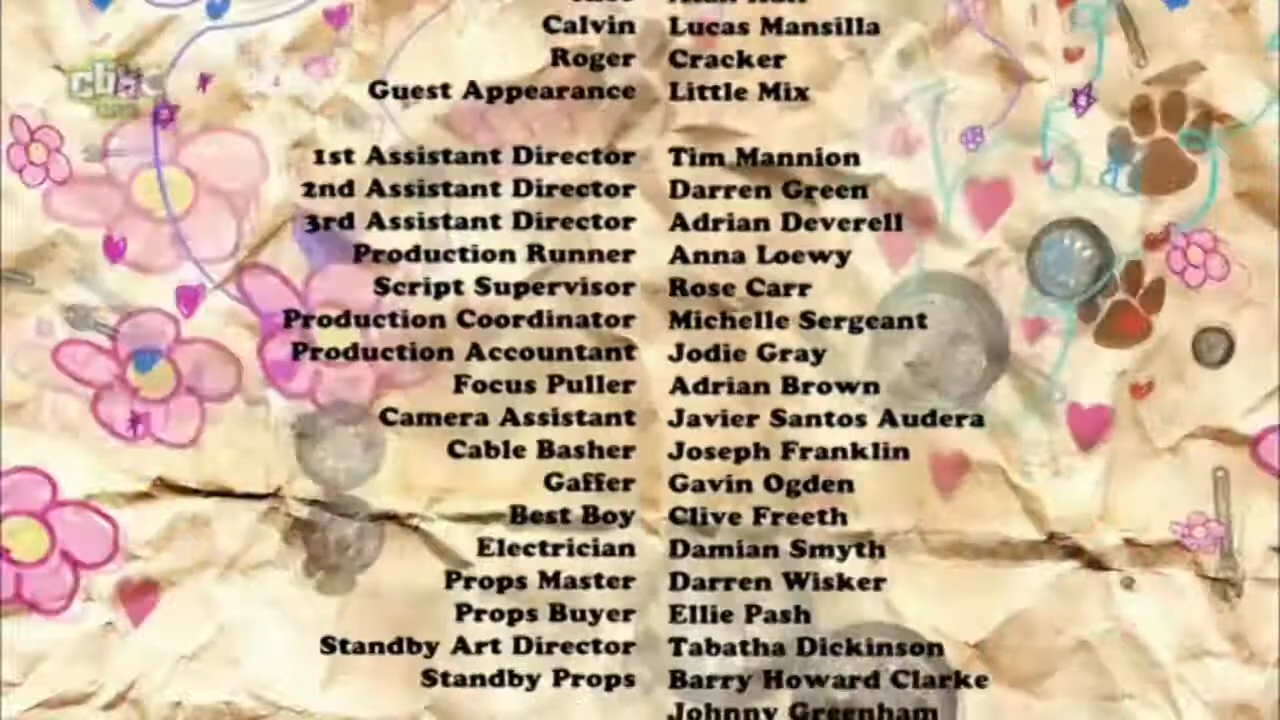 cbbc
Calvin Lucas Mansilla
Roger Cracker
Guest Appearance Little Mix
1st Assistant Director Tim Mannion
2nd Assistant Director Darren Green
3rd Assistant Director Adrian Deverell
Production Runner Anna Loewy
Script Supervisor Rose Carr
Production Coordinator Michelle Sergeant
Production Accountant Jodie Gray
Focus Puller Adrian Brown
Camera Assistant Javier Santos Audera
Cable Basher Joseph Franklin
Gaffer Gavin Ogden
Best Boy Clive Freeth
Electrician Damian Smyth
Props Master Darren Wisker
Props Buyer Ellie Pash
Standby Art Director Tabatha Dickinson
Standby Props Barry Howard Clarke
Johnny Greenham